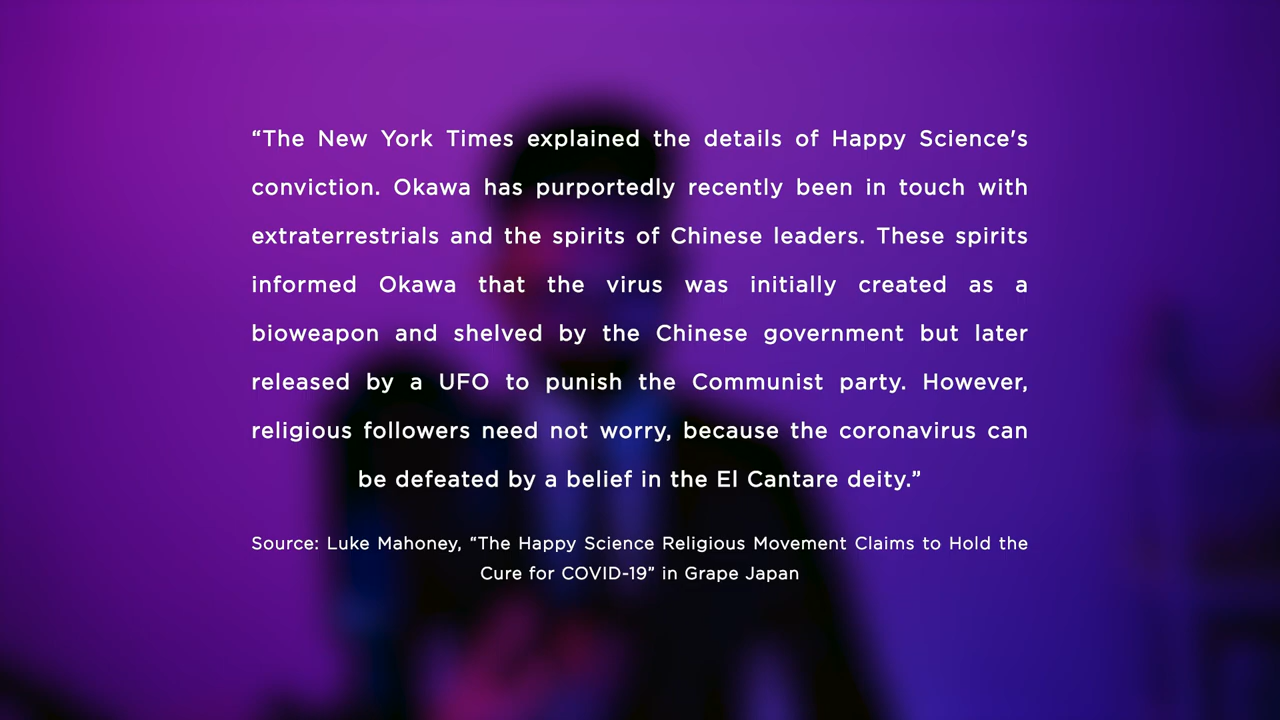 “The New York Times explained the details of Happy Science's
conviction. Okawa has purportedly recently been in touch with
extraterrestrials and the spirits of Chinese leaders. These spirits
informed Okawa that the virus was initially created as a
bioweapon and shelved by the Chinese government but later
released by a UFO to punish the Communist party. However,
religious followers need not worry, because the coronavirus can
be defeated by a belief in the El Cantare deity.”
Source: Luke Mahoney, “The Happy Science Religious Movement Claims to Hold the
Cure for COVID-19” in Grape Japan